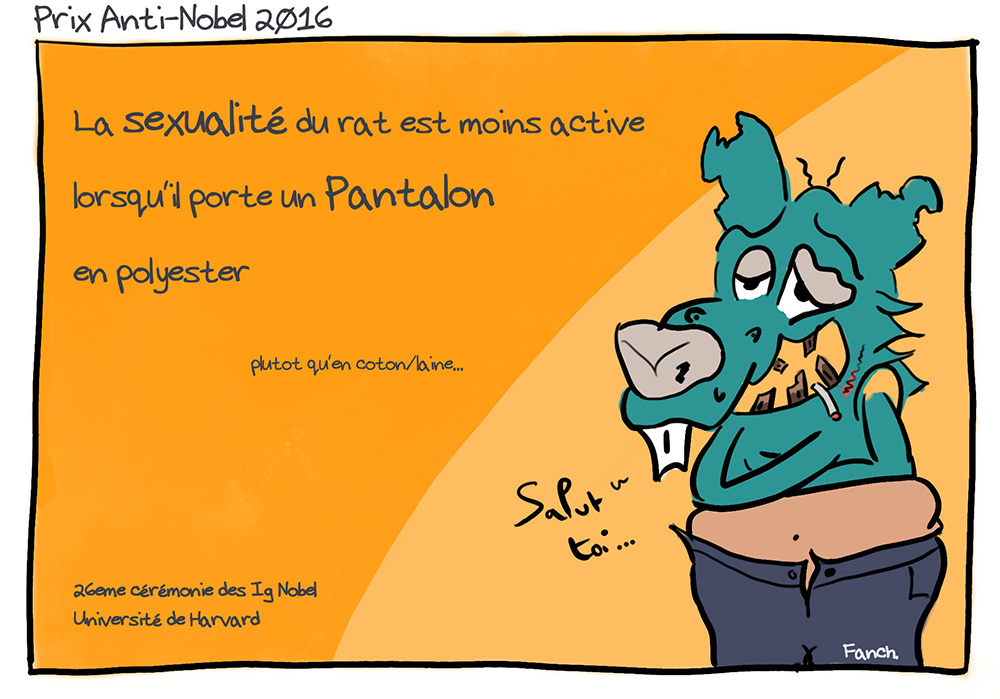 Prix Anti-Nobel 2016
La sexualité du rat est moins active
lorsqu'il porte un Pantalon
en polyester
plutot qu'en coton/laine...
Salut
toi...
26eme cérémonie des Ig Nobel
Université de Harvard
Fanch.